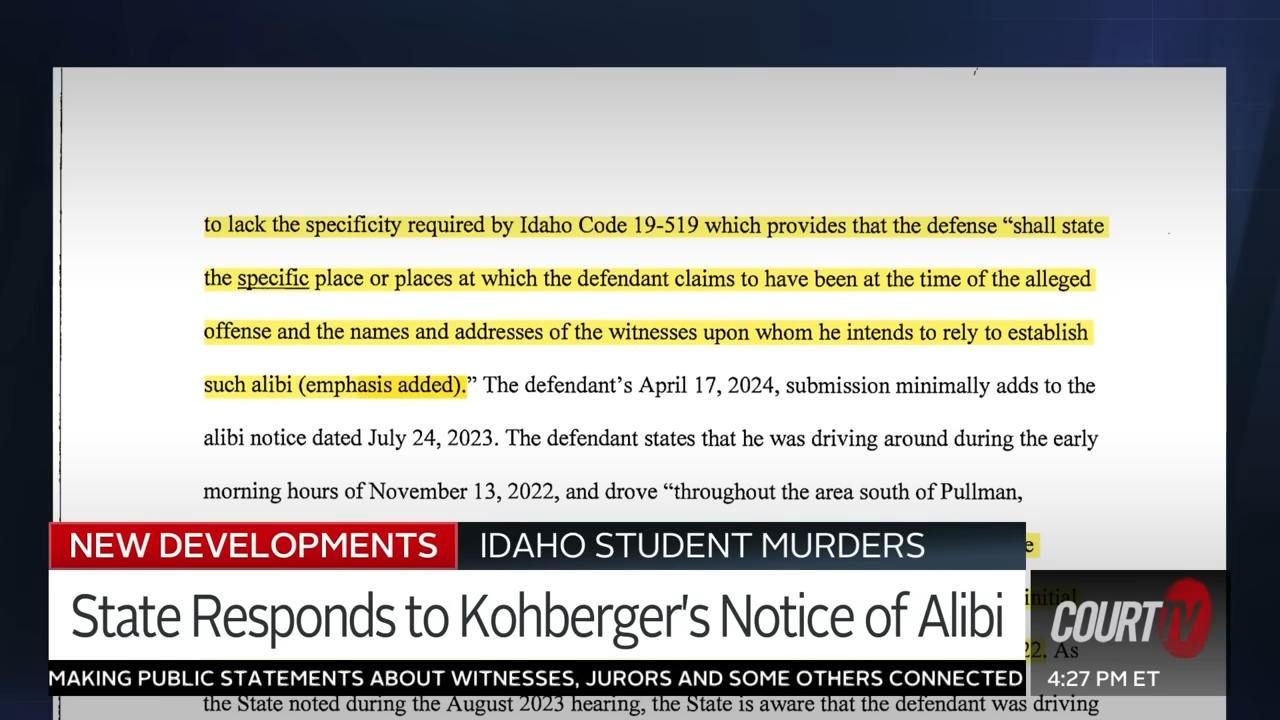 to lack the specificity required by Idaho Code 19-519 which provides that the defense “shall state
the specific place or places at which the defendant claims to have been at the time of the alleged
offense and the names and addresses of the witnesses upon whom he intends to rely to establish
such alibi (emphasis added).” The defendant’s April 17, 2024, submission minimally adds to the
alibi notice dated July 24, 2023. The defendant states that he was driving around during the early
morning hours of November 13, 2022, and drove “throughout the area south of Pullman,
NEW DEVELOPMENTS
IDAHO STUDENT MURDERS
State Responds to Kohberger's Notice of Alibi
initial
As
COURT TV
MAKING PUBLIC STATEMENTS ABOUT WITNESSES, JURORS AND SOME OTHERS CONNECTED
4:27 PM ET
the State noted during the August 2023 hearing, the State is aware that the defendant was driving